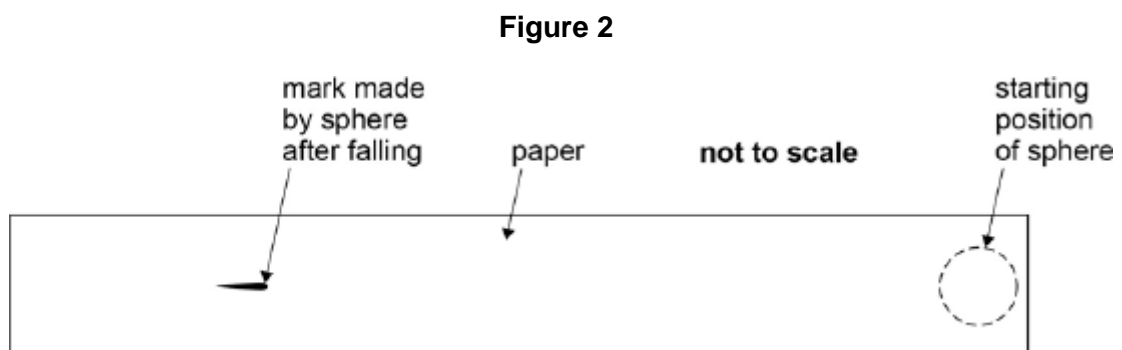 Figure 2
mark made
by sphere
after falling
paper
not to scale
starting
position
of sphere